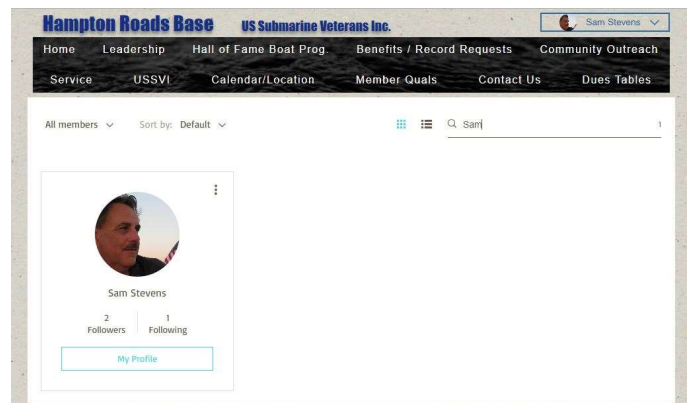 Hampton Roads Base US Submarine Veterans Inc.
Sam Stevens
Home Leadership Hall of Fame Boat Prog. Benefits / Record Requests Community Outreach
Service USSVI Calendar/Location Member Quals Contact Us Dues Tables
All members Sort by: Default Sam 1
Sam Stevens
2 1
Followers Following
My Profile